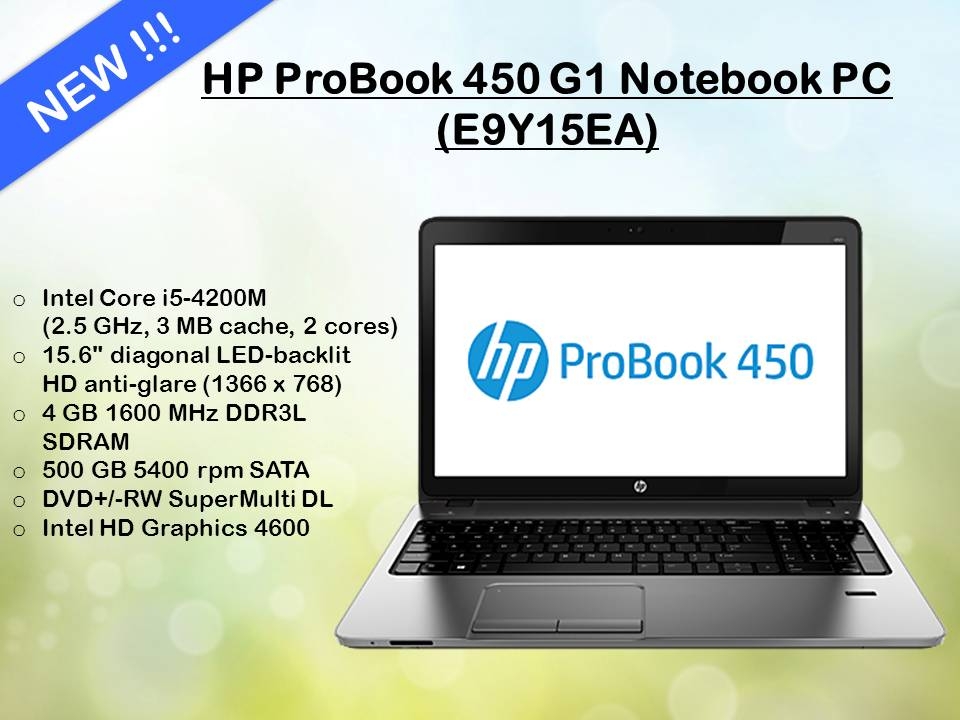 NEW !!!
HP ProBook 450 G1 Notebook PC
(E9Y15EA)
o Intel Core i5-4200M
(2.5 GHz, 3 MB cache, 2 cores)
o 15.6" diagonal LED-backlit
HD anti-glare (1366 x 768)
o 4 GB 1600 MHz DDR3L
SDRAM
o 500 GB 5400 rpm SATA
o DVD+/-RW SuperMulti DL
o Intel HD Graphics 4600
hp ProBook 450
hp